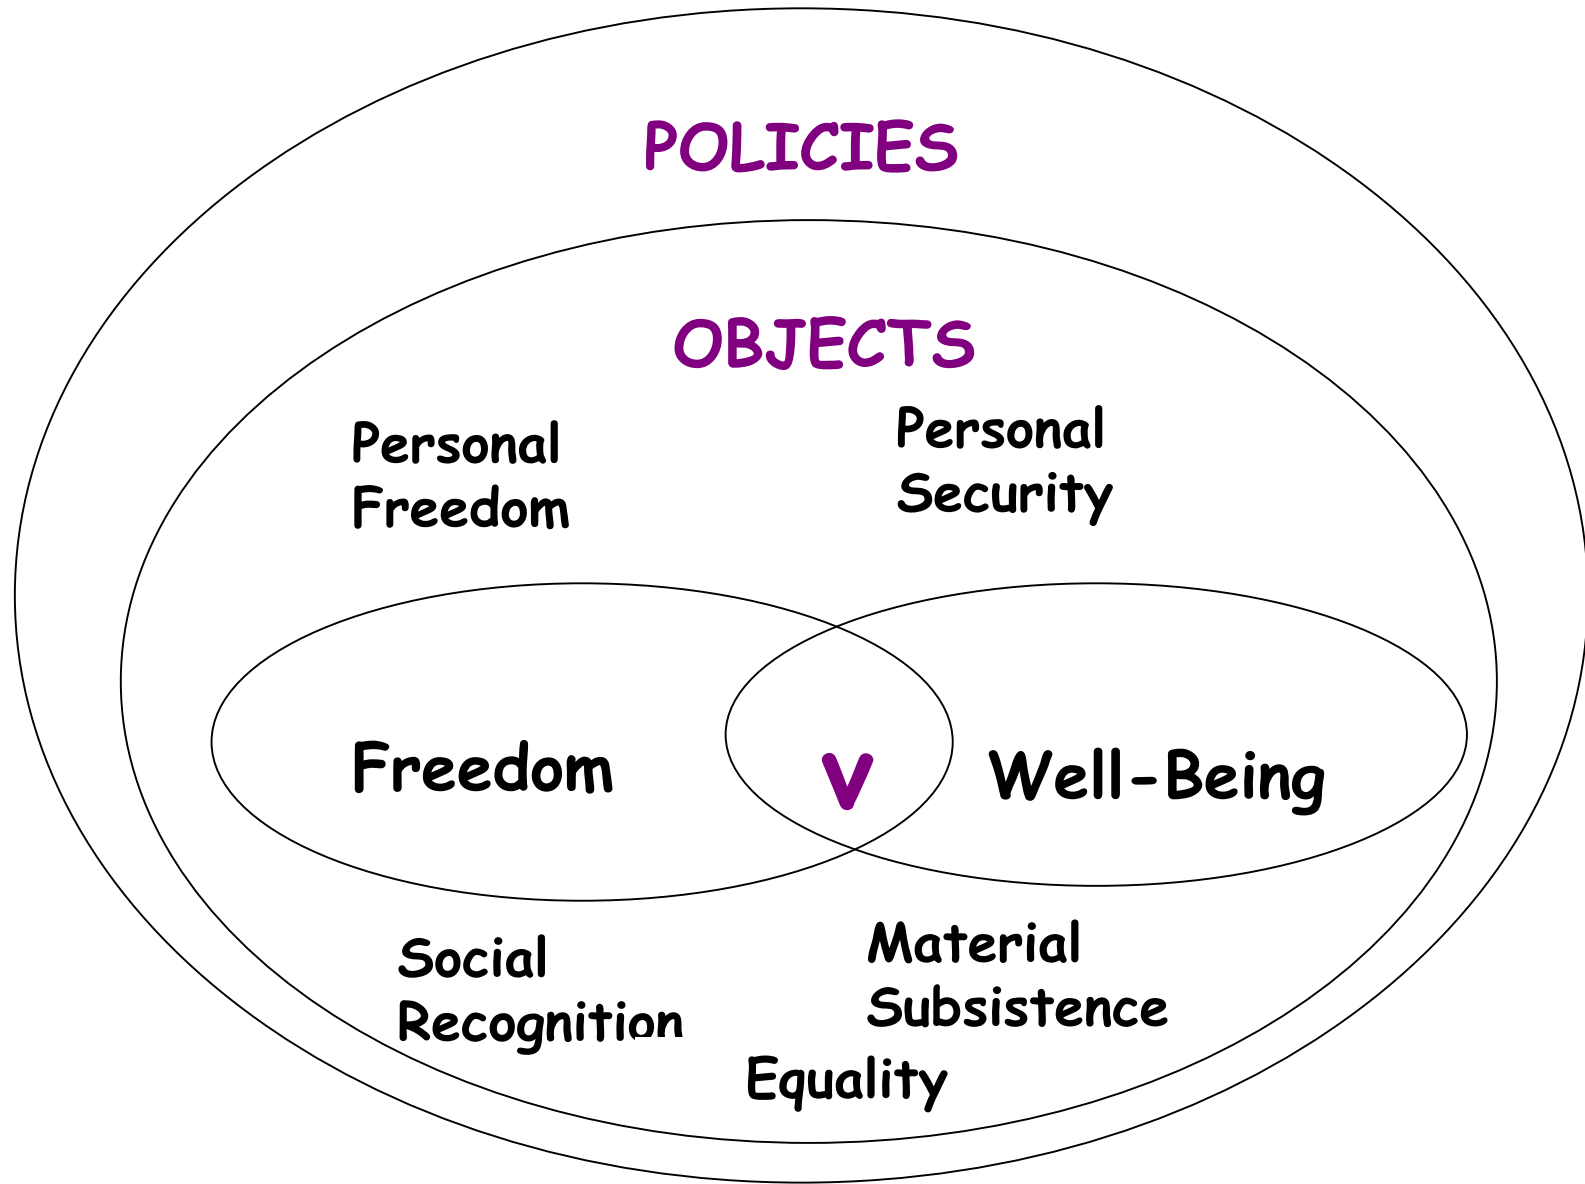 POLICIES
OBJECTS
Personal
Freedom
Personal
Security
Freedom
V
Well-Being
Social
Recognition
Material
Subsistence
Equality